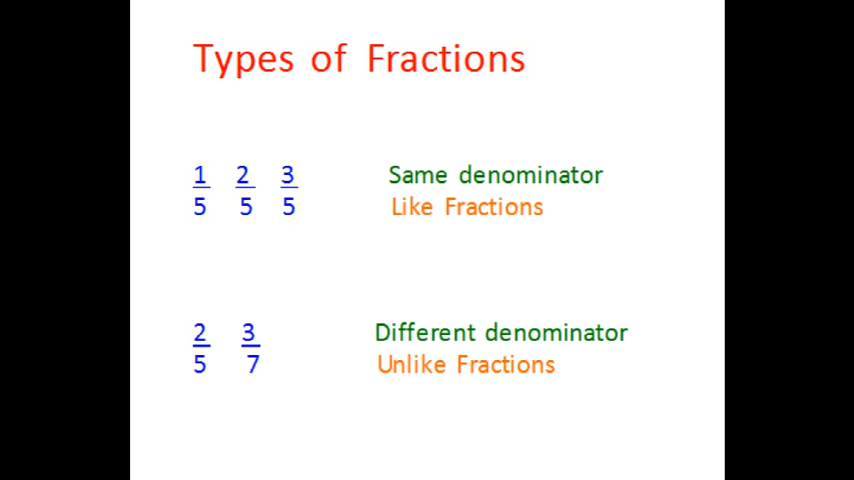 Types of Fractions
1 2 3 Same denominator
5 5 5 Like Fractions
2 3 Different denominator
5 7 Unlike Fractions